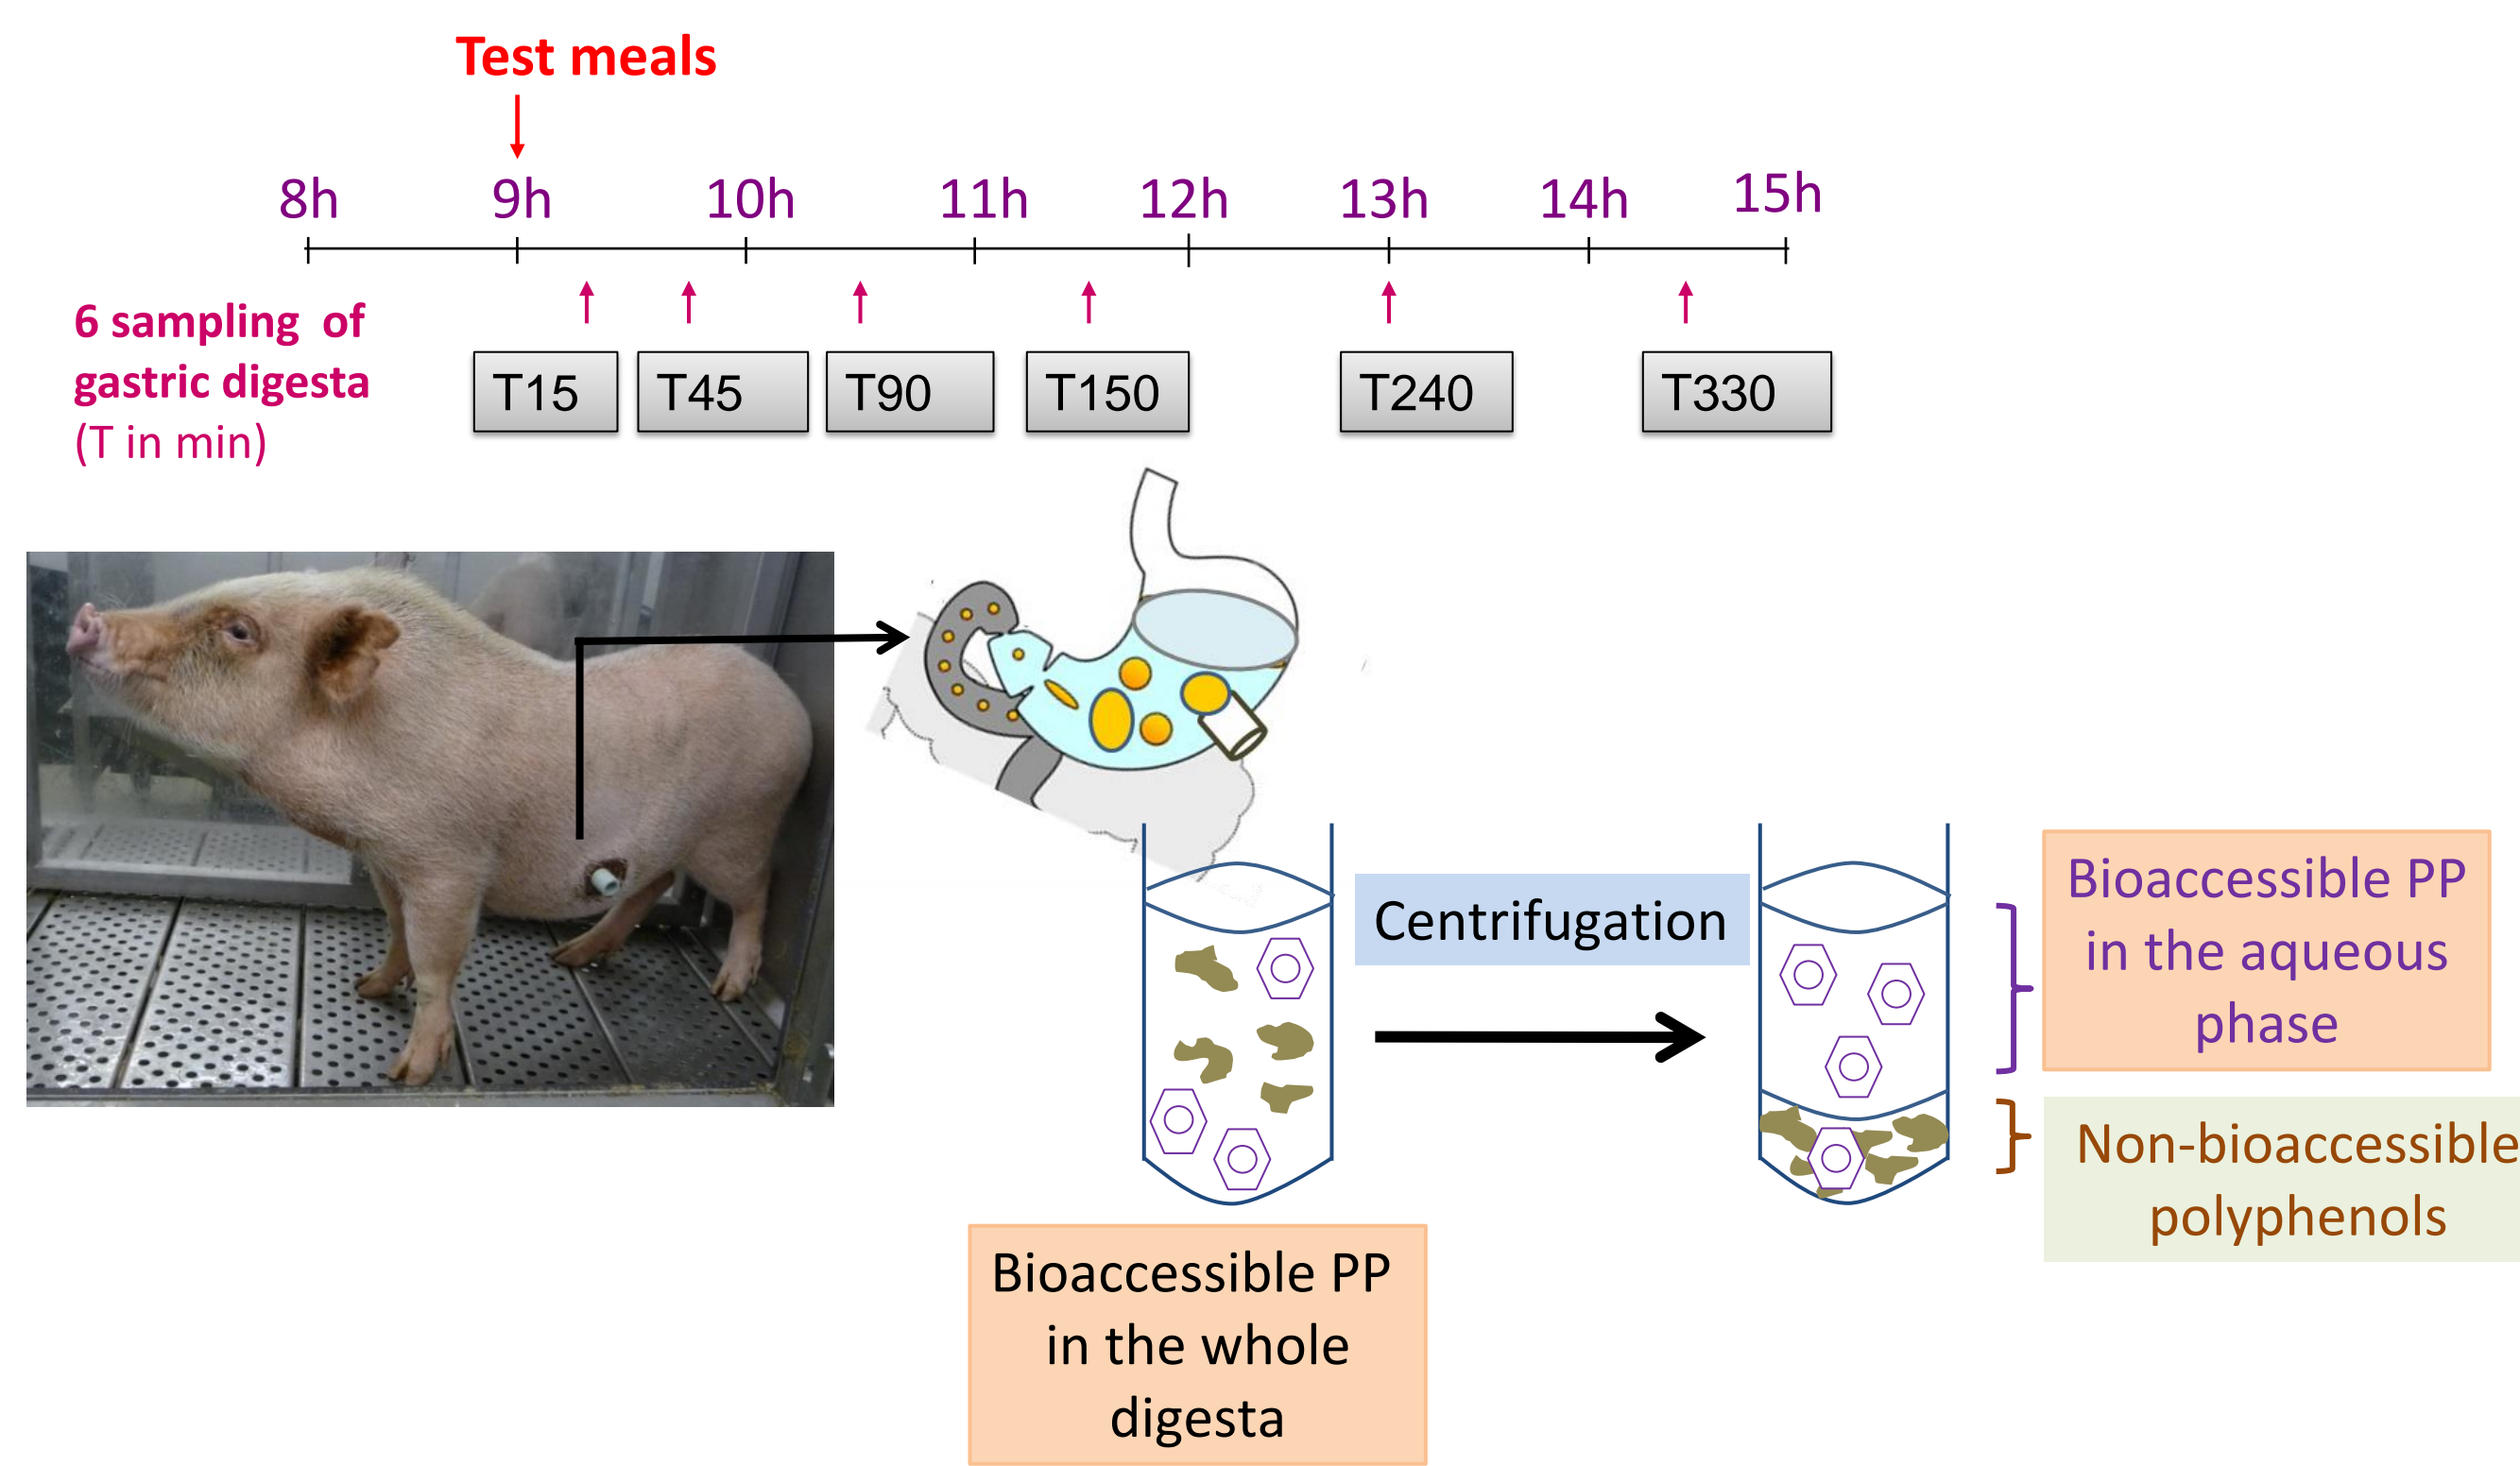 Test meals
8h 9h 10h 11h 12h 13h 14h 15h
6 sampling of
gastric digesta
(T in min)
T15 T45 T90 T150 T240 T330
Centrifugation
Bioaccessible PP
in the aqueous
phase
Non-bioaccessible
polyphenols
Bioaccessible PP
in the whole
digesta